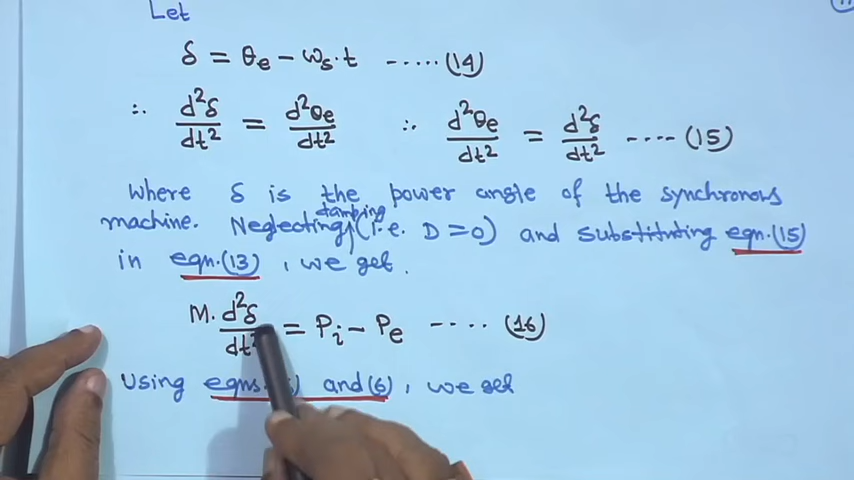 Let
δ = θe − ωs·t ..... (14)
∴ d²δ/dt² = d²θe/dt² ∴ d²θe/dt² = d²δ/dt² .... (15)
where δ is the power angle of the synchronous
machine. Neglecting damping (i.e. D=0) and substituting eqn.(15)
in eqn.(13), we get.
M. d²δ/dt² = Pi − Pe .... (16)
Using eqns. and (6), we get